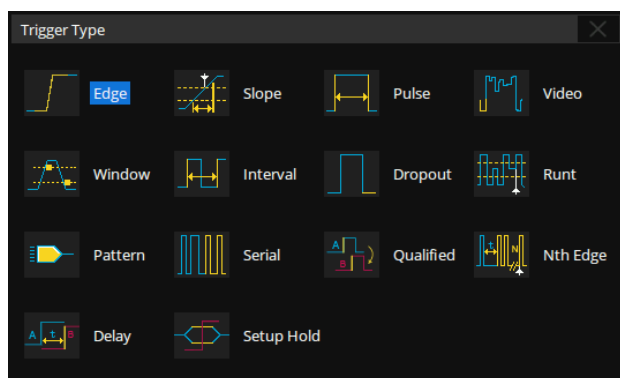 Trigger Type
Edge Slope Pulse Video
Window Interval Dropout Runt
Pattern Serial A B Qualified t N Nth Edge
A t B Delay Setup Hold